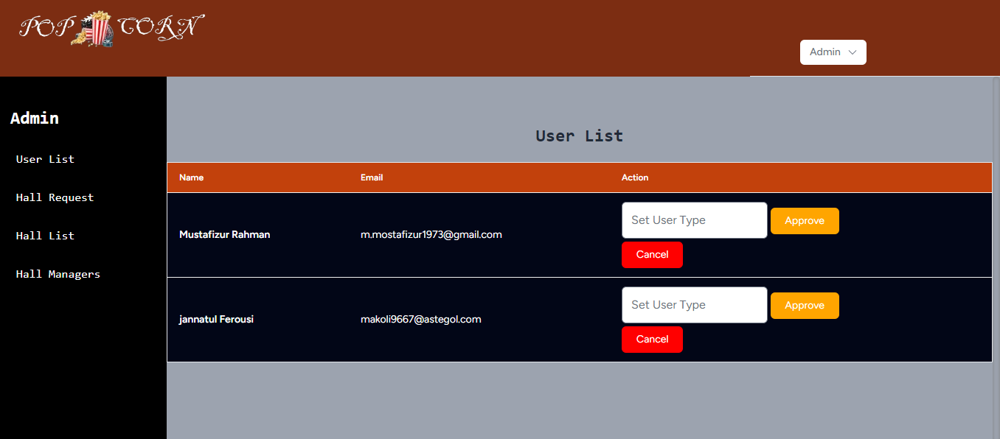 POP CORN
Admin
Admin
User List
Hall Request
Hall List
Hall Managers
User List
Name Email Action
Mustafizur Rahman m.mostafizur1973@gmail.com Set User Type Approve
Cancel
jannatul Ferousi makoli9667@astegol.com Set User Type Approve
Cancel